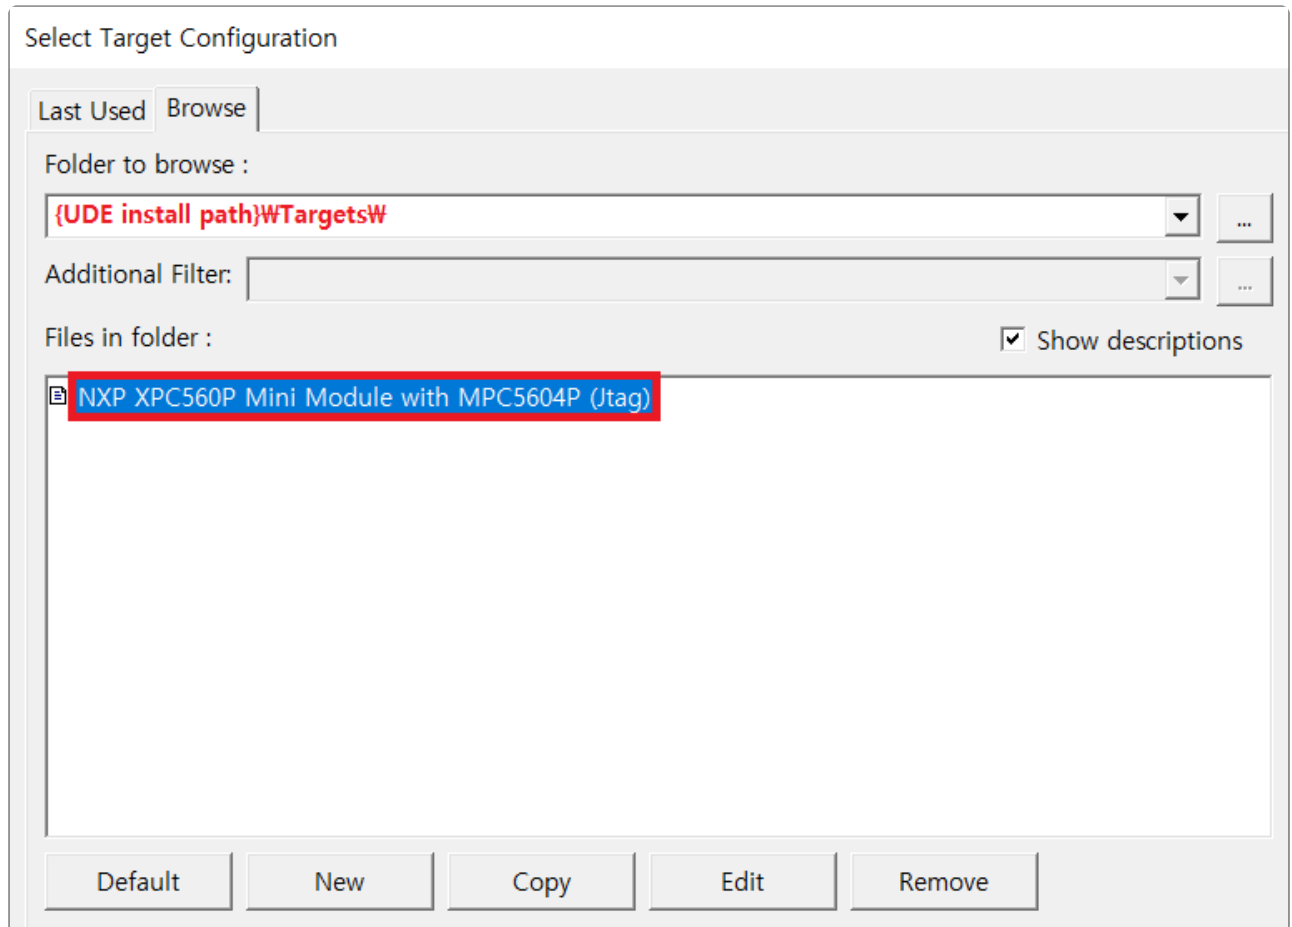 Select Target Configuration
Last Used Browse
Folder to browse :
{UDE install path}₩Targets₩
...
Additional Filter:
...
Files in folder :
Show descriptions
NXP XPC560P Mini Module with MPC5604P (Jtag)
Default New Copy Edit Remove